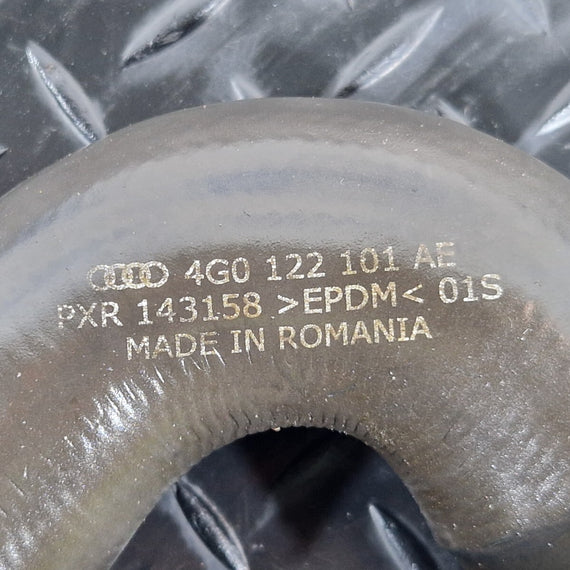 4G0 122 101 AE
PXR 143158 >EPDM< 01S
MADE IN ROMANIA